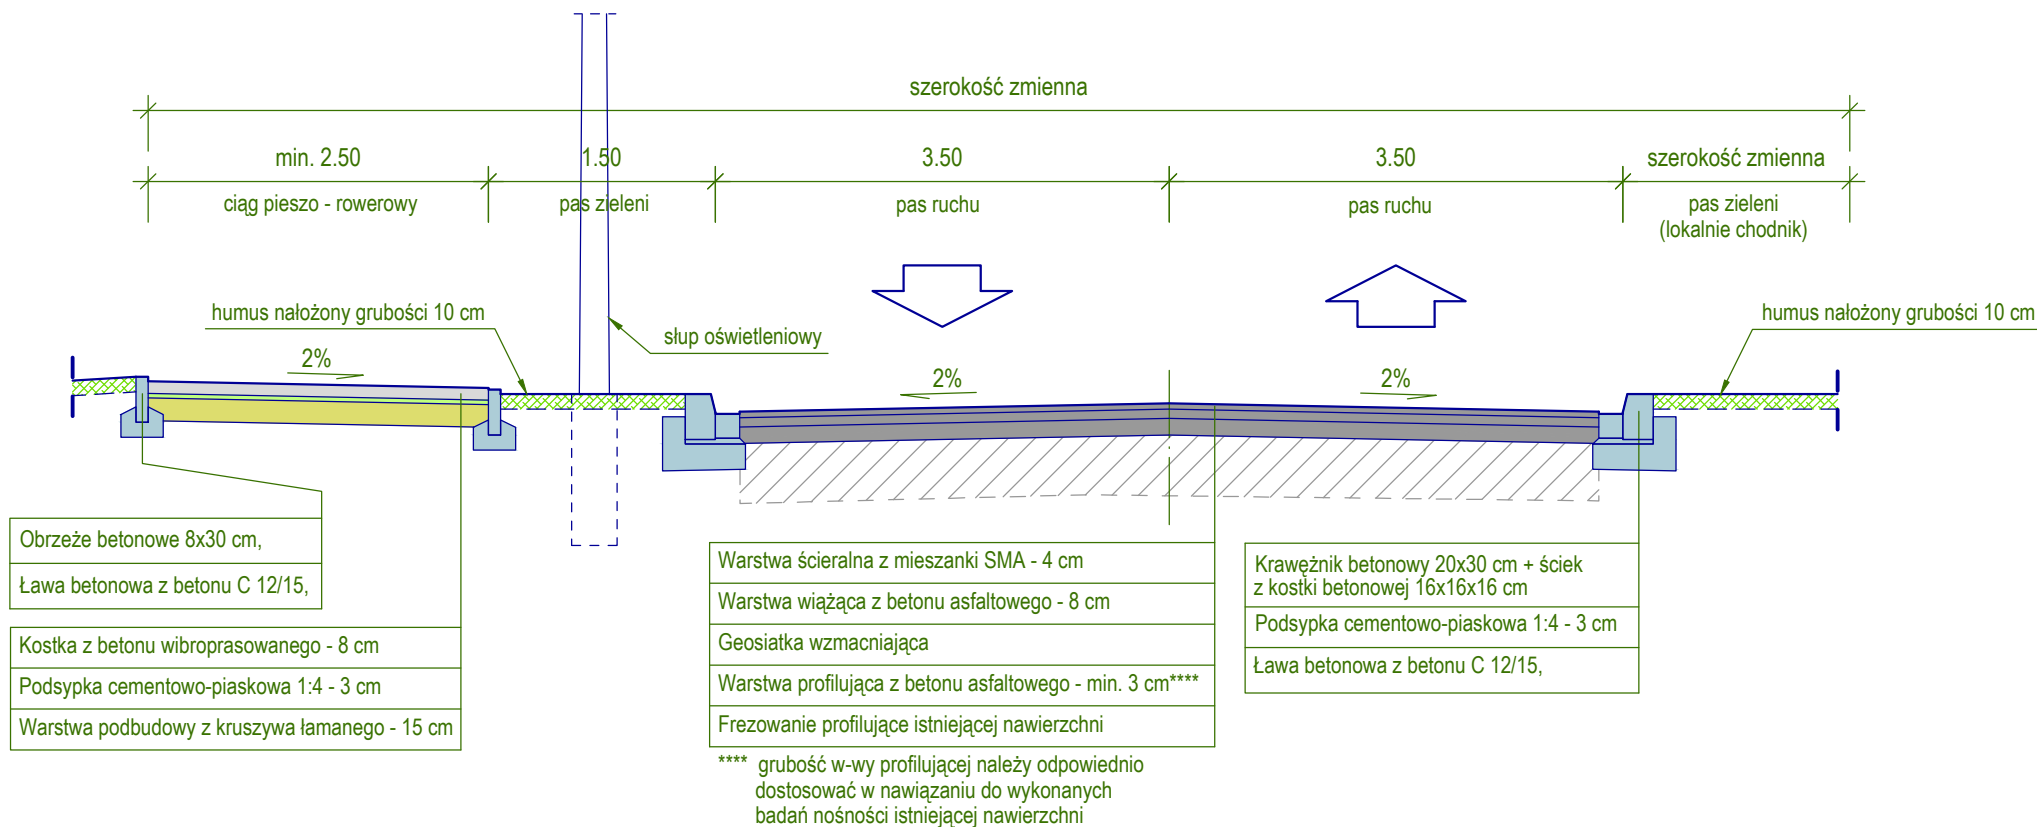 szerokość zmienna
min. 2.50
1.50
3.50
3.50
szerokość zmienna
ciąg pieszo - rowerowy
pas zieleni
pas ruchu
pas ruchu
pas zieleni
(lokalnie chodnik)
humus nałożony grubości 10 cm
słup oświetleniowy
humus nałożony grubości 10 cm
2%
2%
2%
Obrzeże betonowe 8x30 cm,
Ława betonowa z betonu C 12/15,
Kostka z betonu wibroprasowanego - 8 cm
Podsypka cementowo-piaskowa 1:4 - 3 cm
Warstwa podbudowy z kruszywa łamanego - 15 cm
Warstwa ścieralna z mieszanki SMA - 4 cm
Warstwa wiążąca z betonu asfaltowego - 8 cm
Geosiatka wzmacniająca
Warstwa profilująca z betonu asfaltowego - min. 3 cm****
Frezowanie profilujące istniejącej nawierzchni
**** grubość w-wy profilującej należy odpowiednio
dostosować w nawiązaniu do wykonanych
badań nośności istniejącej nawierzchni
Krawężnik betonowy 20x30 cm + ściek
z kostki betonowej 16x16x16 cm
Podsypka cementowo-piaskowa 1:4 - 3 cm
Ława betonowa z betonu C 12/15,